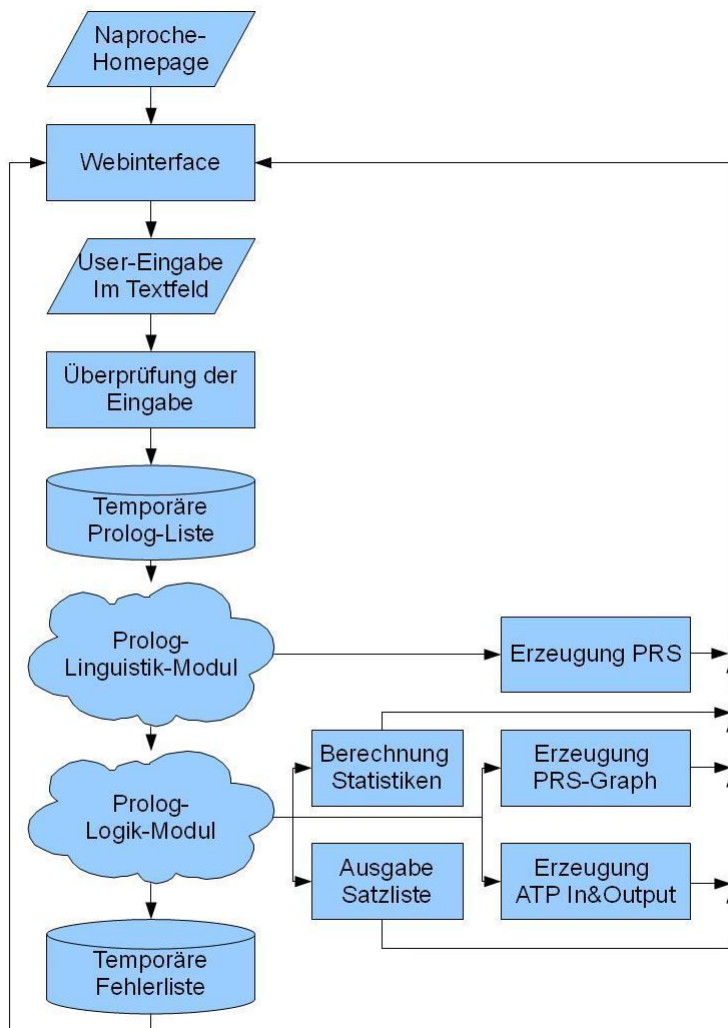 Naproche-
Homepage
Webinterface
User-Eingabe
Im Textfeld
Überprüfung der
Eingabe
Temporäre
Prolog-Liste
Prolog-
Linguistik-Modul
Erzeugung PRS
Prolog-
Logik-Modul
Berechnung
Statistiken
Erzeugung
PRS-Graph
Ausgabe
Satzliste
Erzeugung
ATP In&Output
Temporäre
Fehlerliste